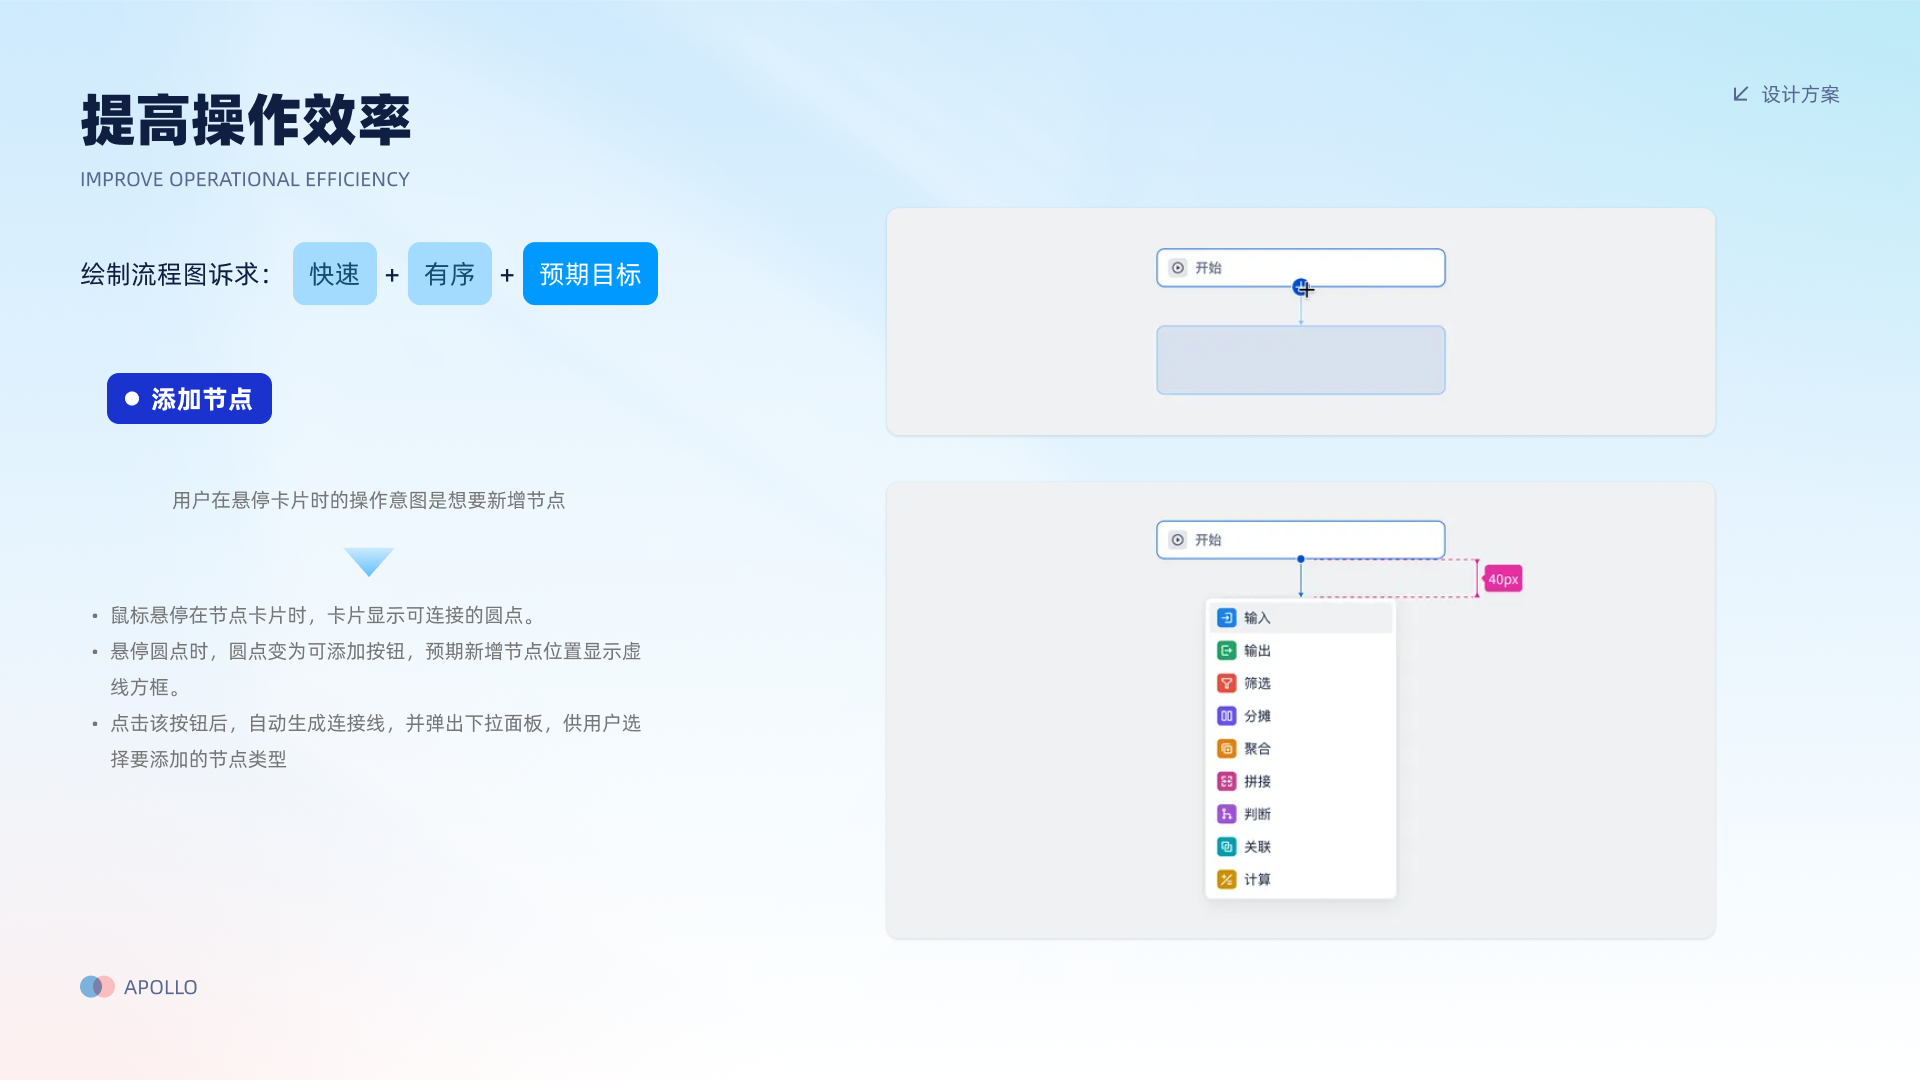 提高操作效率
IMPROVE OPERATIONAL EFFICIENCY
设计方案
绘制流程图诉求： 快速 + 有序 + 预期目标
添加节点
用户在悬停卡片时的操作意图是想要新增节点
• 鼠标悬停在节点卡片时，卡片显示可连接的圆点。
• 悬停圆点时，圆点变为可添加按钮，预期新增节点位置显示虚
线方框。
• 点击该按钮后，自动生成连接线，并弹出下拉面板，供用户选
择要添加的节点类型
开始
开始
40px
输入
输出
筛选
分摊
聚合
拼接
判断
关联
计算
APOLLO